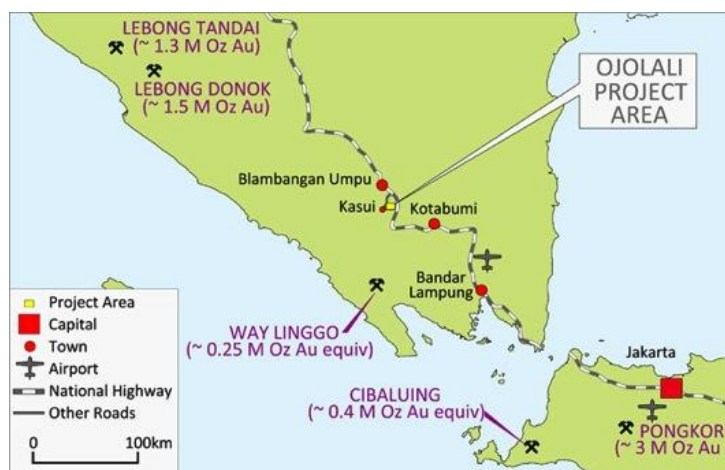 LEBONG TANDAI
(~ 1.3 M Oz Au)
LEBONG DONOK
(~ 1.5 M Oz Au)
OJOLALI
PROJECT
AREA
Blambangan Umpu
Kasui
Kotabumi
Bandar
Lampung
WAY LINGGO
(~ 0.25 M Oz Au equiv)
CIBALUING
(~ 0.4 M Oz Au equiv)
Jakarta
PONGKOR
(~ 3 M Oz Au
Project Area
Capital
Town
Airport
National Highway
Other Roads
0 100km